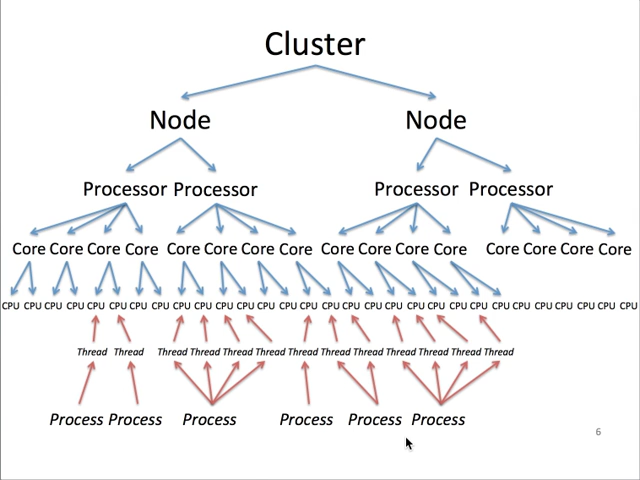 Cluster
Node Node
Processor Processor Processor Processor
Core Core Core Core Core Core Core Core Core Core Core Core Core Core Core Core
CPU CPU CPU CPU CPU CPU CPU CPU CPU CPU CPU CPU CPU CPU CPU CPU CPU CPU CPU CPU CPU CPU CPU CPU CPU CPU CPU CPU CPU CPU
Thread Thread Thread Thread Thread Thread Thread Thread Thread Thread Thread Thread Thread
Process Process Process Process Process Process
6